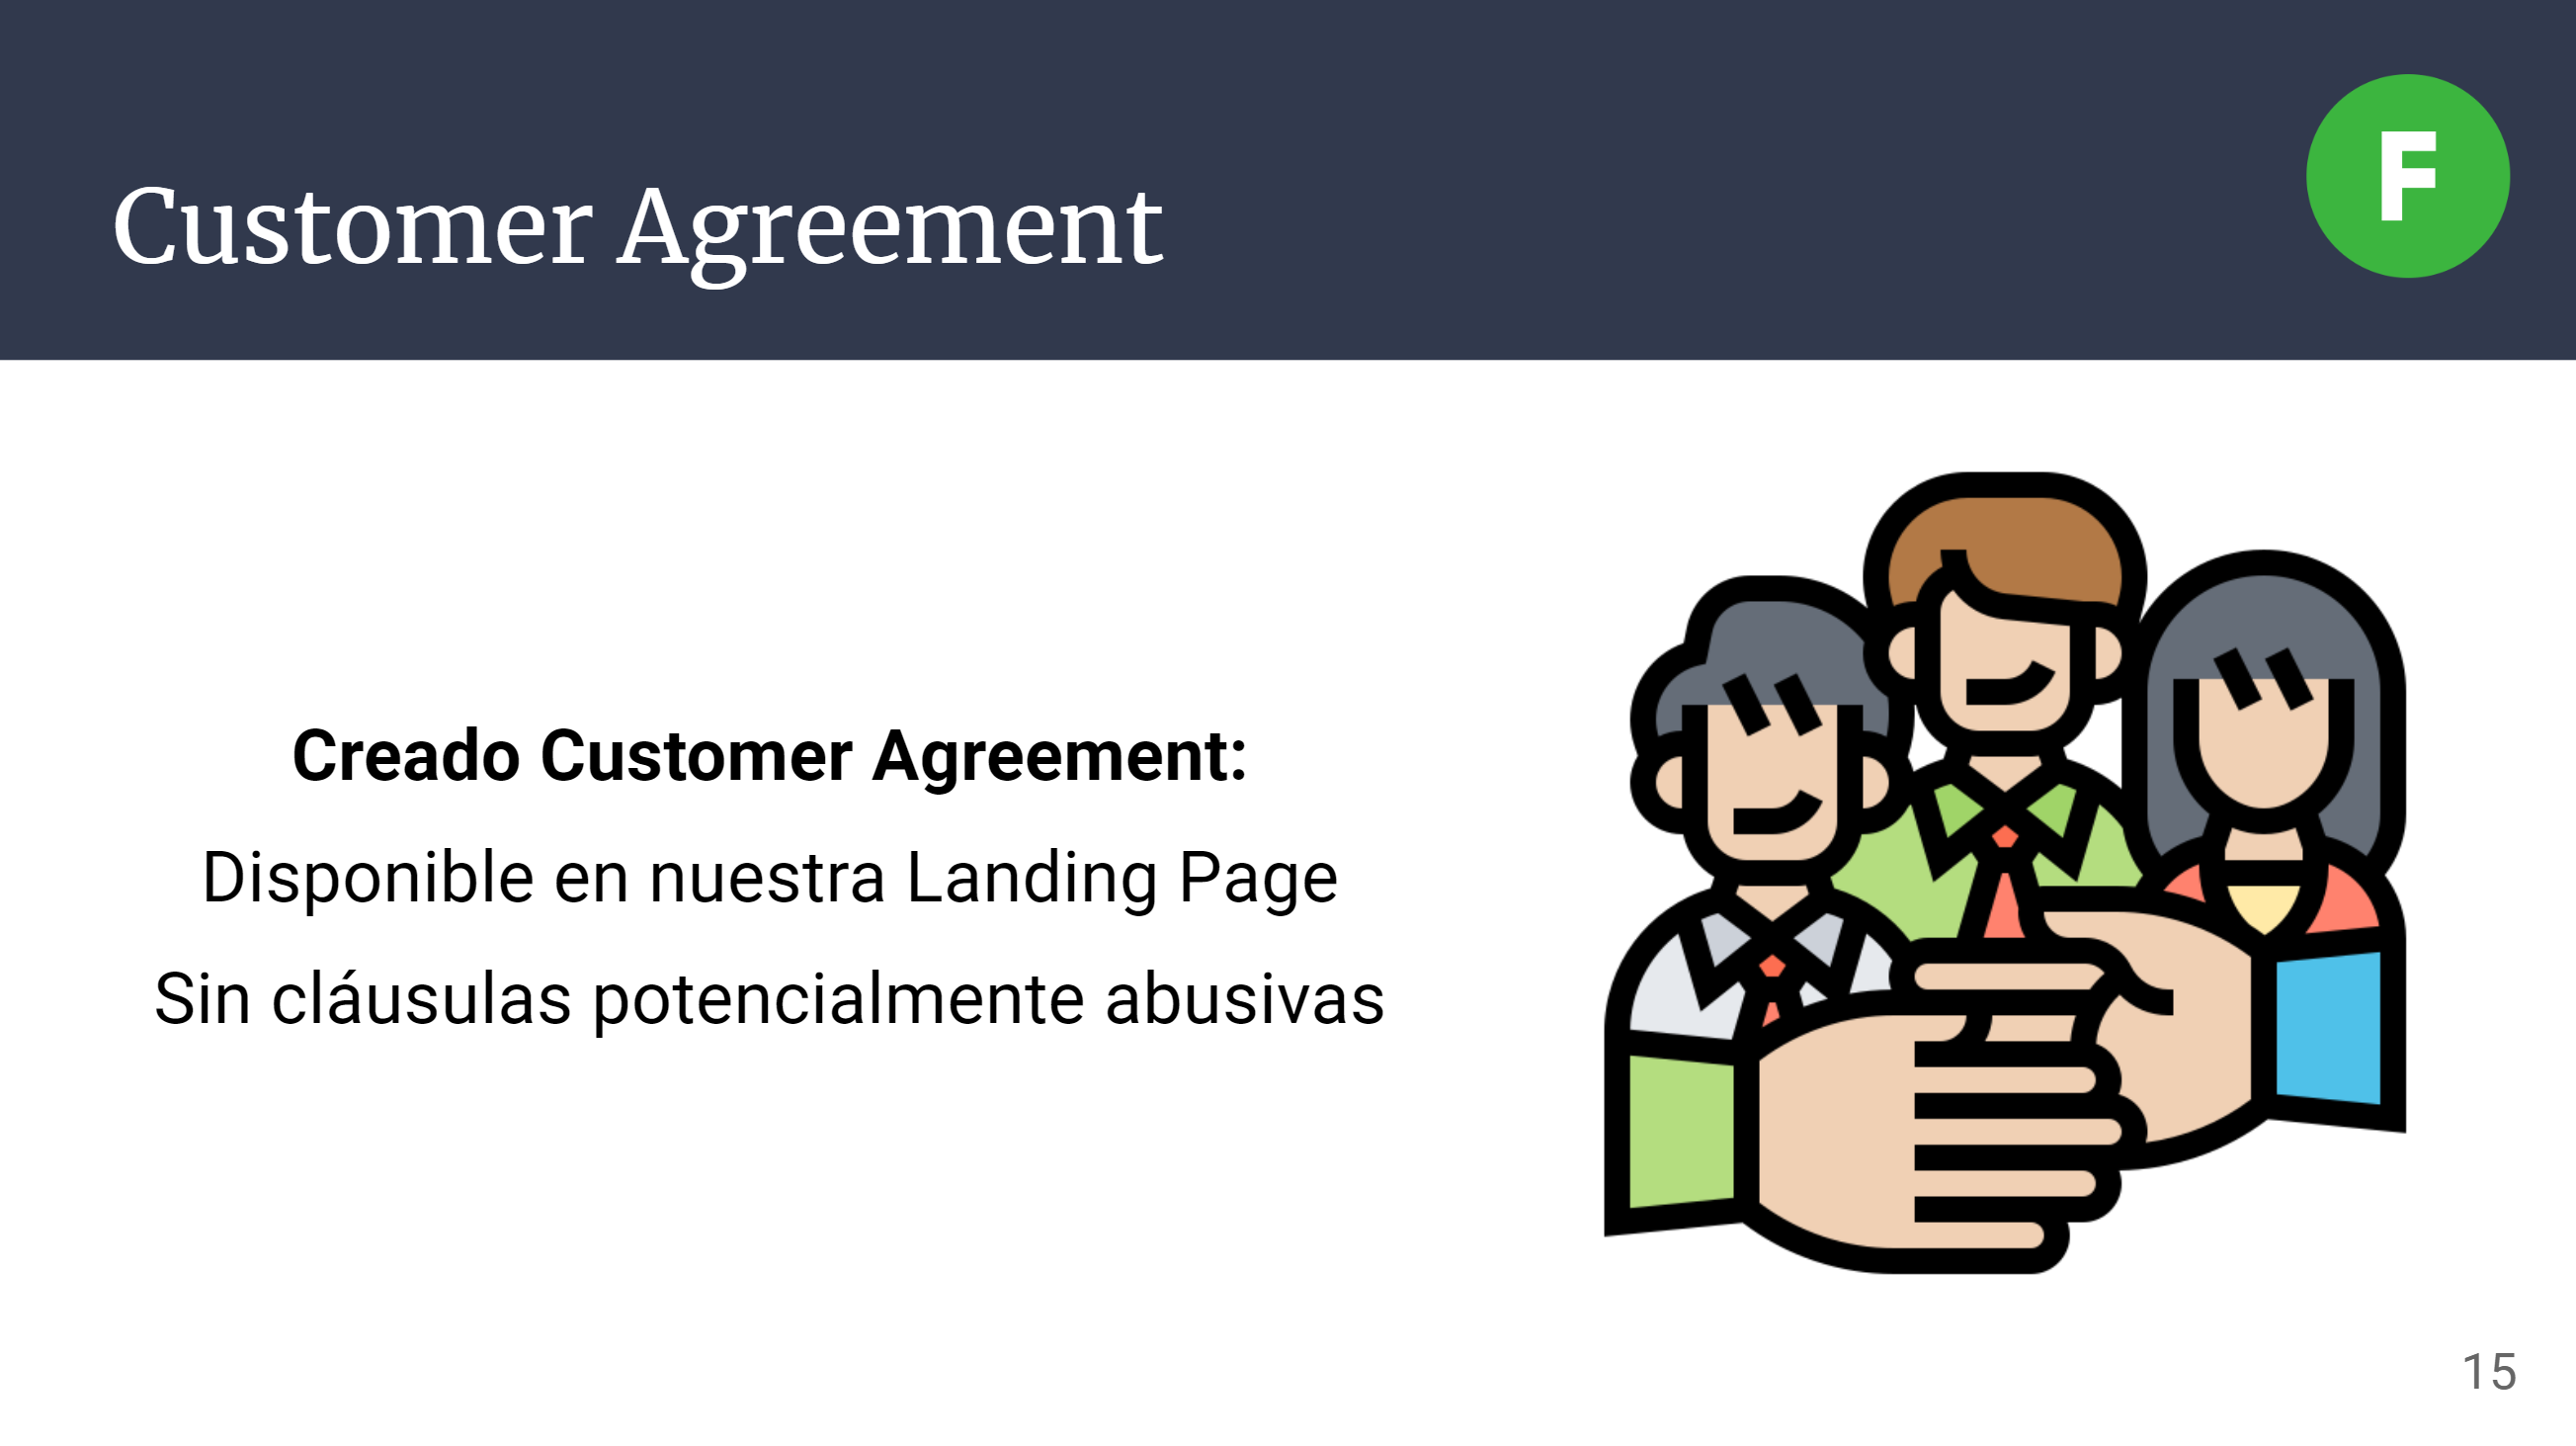 Customer Agreement
F
Creado Customer Agreement:
Disponible en nuestra Landing Page
Sin cláusulas potencialmente abusivas
15